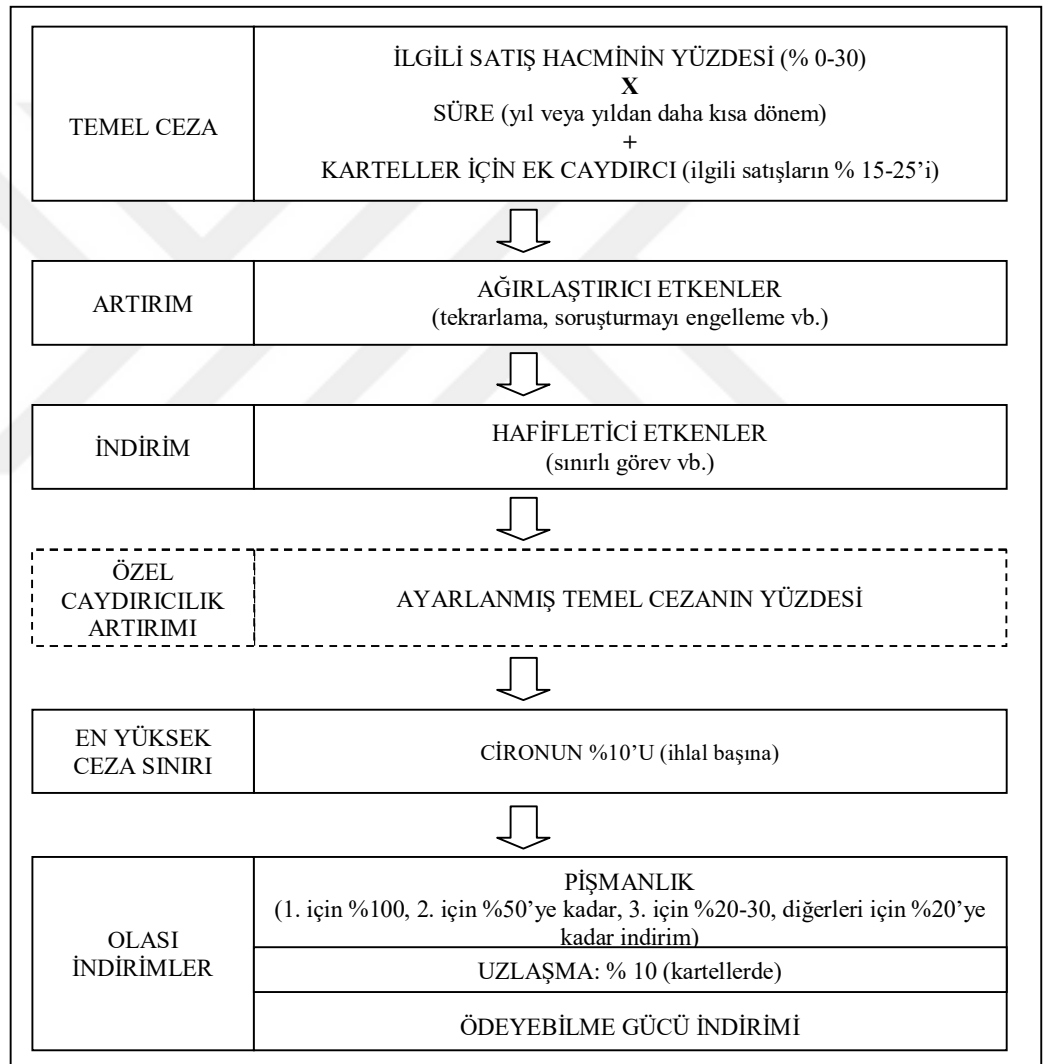 TEMEL CEZA
İLGİLİ SATIŞ HACMİNİN YÜZDESİ (% 0-30)
X
SÜRE (yıl veya yıldan daha kısa dönem)
+
KARTELLER İÇİN EK CAYDIRCI (ilgili satışların % 15-25’i)
ARTIRIM
AĞIRLAŞTIRICI ETKENLER
(tekrarlama, soruşturmayı engelleme vb.)
İNDİRİM
HAFİFLETİCİ ETKENLER
(sınırlı görev vb.)
ÖZEL
CAYDIRICILIK
ARTIRIMI
AYARLANMIŞ TEMEL CEZANIN YÜZDESİ
EN YÜKSEK
CEZA SINIRI
CİRONUN %10’U (ihlal başına)
OLASI
İNDİRİMLER
PİŞMANLIK
(1. için %100, 2. için %50’ye kadar, 3. için %20-30, diğerleri için %20’ye
kadar indirim)
UZLAŞMA: % 10 (kartellerde)
ÖDEYEBİLME GÜCÜ İNDİRİMİ